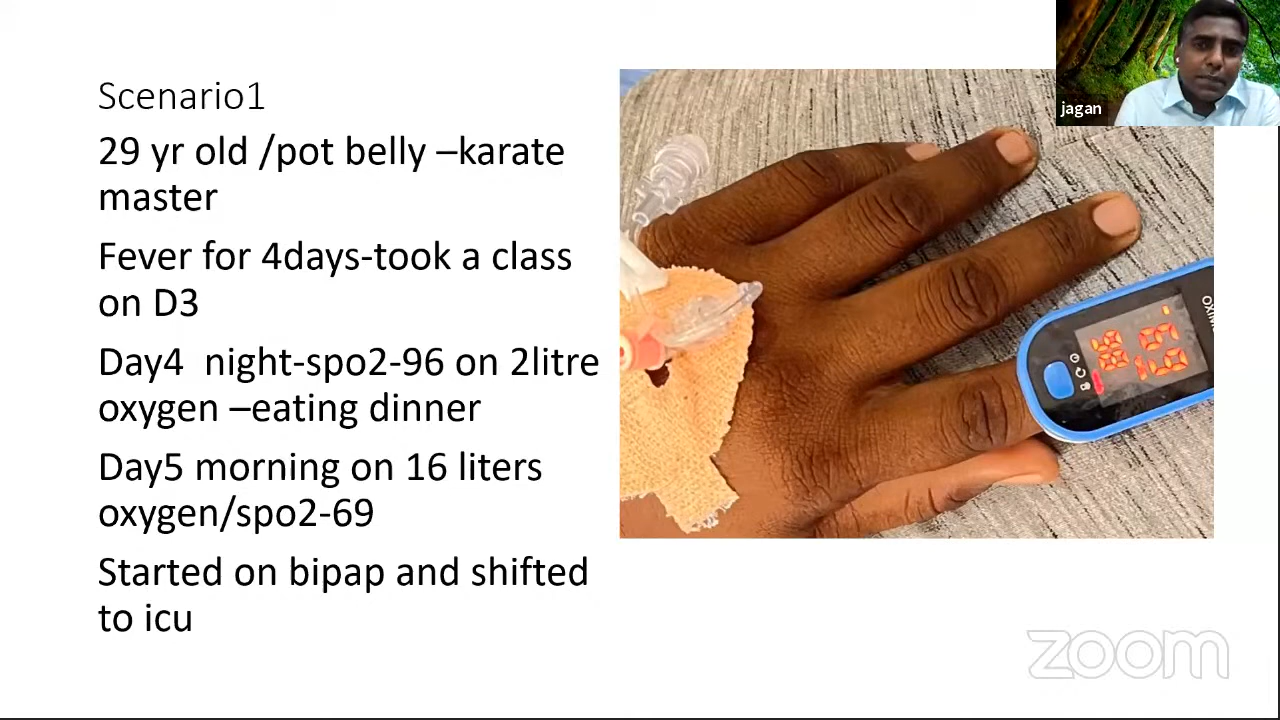 Scenario1
29 yr old /pot belly –karate
master
Fever for 4days-took a class
on D3
Day4  night-spo2-96 on 2litre
oxygen –eating dinner
Day5 morning on 16 liters
oxygen/spo2-69
Started on bipap and shifted
to icu
jagan
zoom